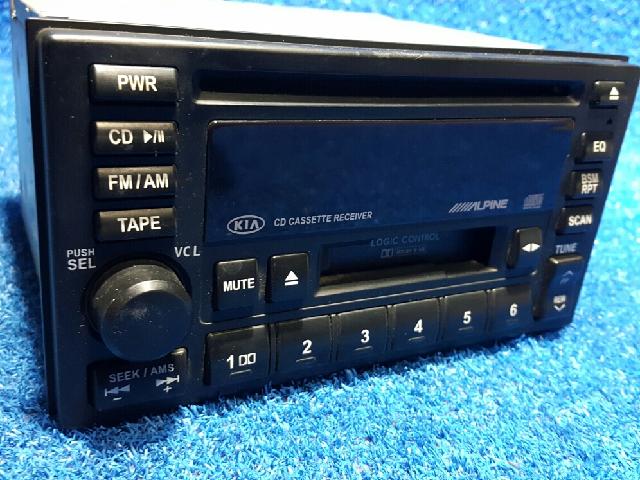 PWR
CD ▶/II
FM/AM
TAPE
PUSH
SEL
VOL
KIA
CD CASSETTE RECEIVER
ALPINE
LOGIC CONTROL
EQ
BSM
RPT
SCAN
TUNE
MUTE
1
2
3
4
5
6
SEEK / AMS
- +